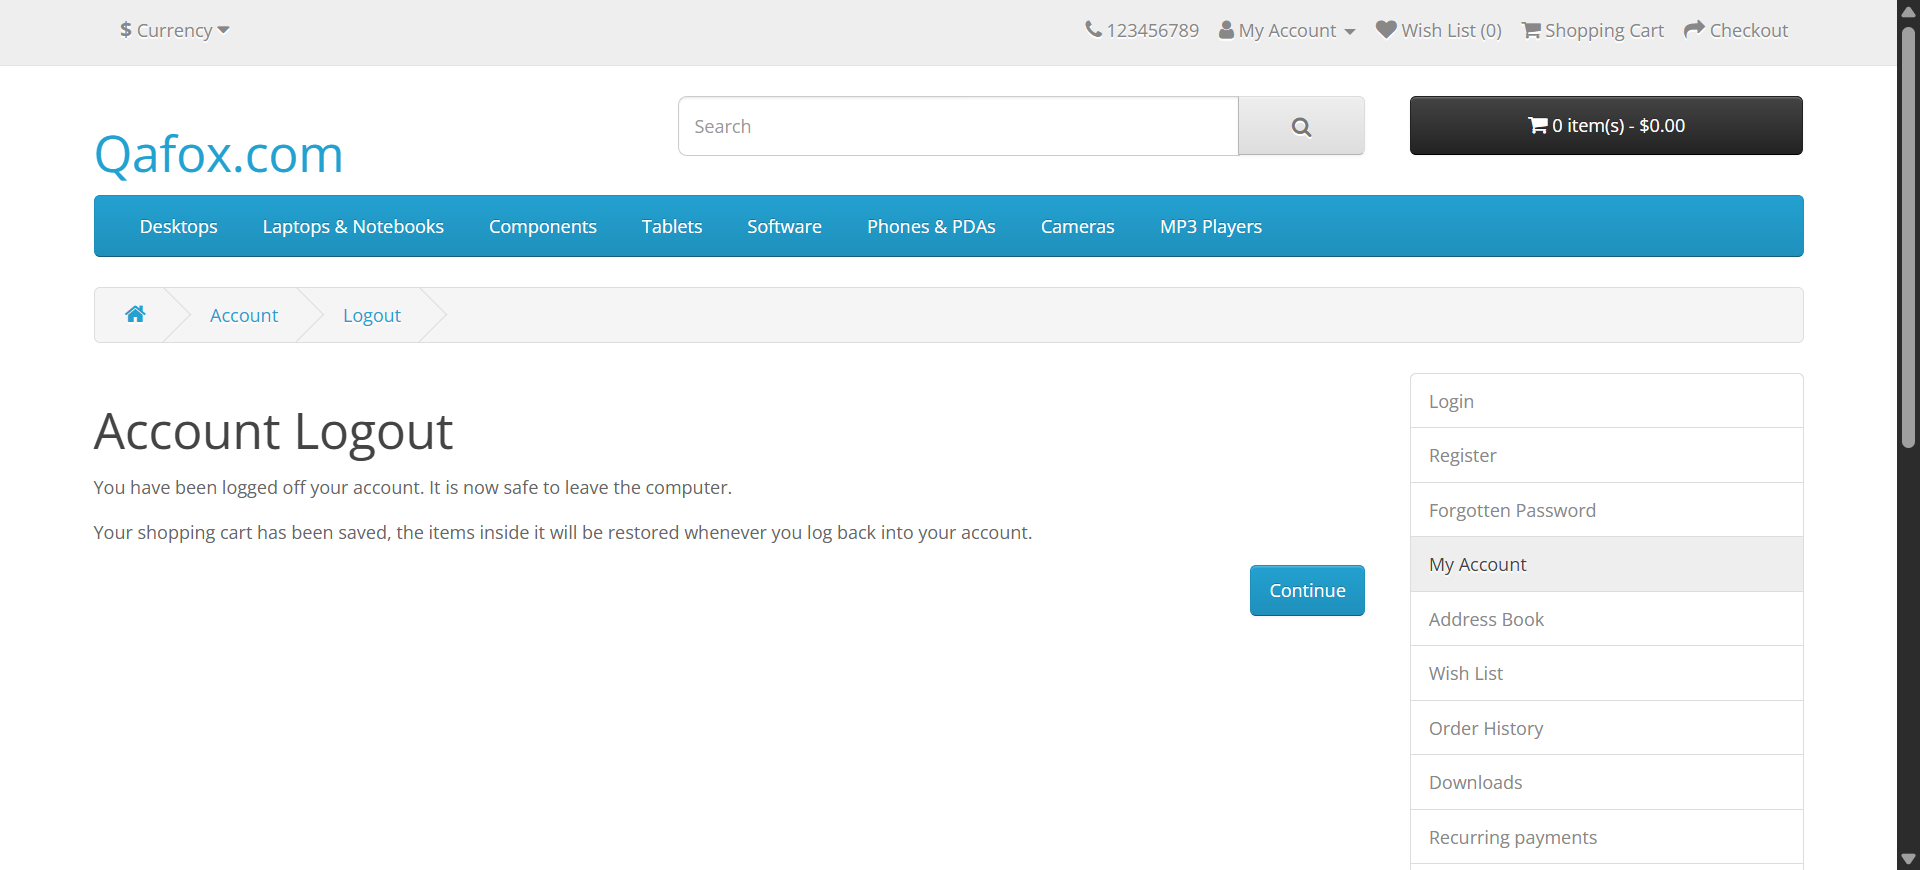 $ Currency
123456789 My Account Wish List (0) Shopping Cart Checkout
Qafox.com
Search
0 item(s) - $0.00
Desktops Laptops & Notebooks Components Tablets Software Phones & PDAs Cameras MP3 Players
Account Logout
Account Logout
You have been logged off your account. It is now safe to leave the computer.
Your shopping cart has been saved, the items inside it will be restored whenever you log back into your account.
Continue
Login
Register
Forgotten Password
My Account
Address Book
Wish List
Order History
Downloads
Recurring payments